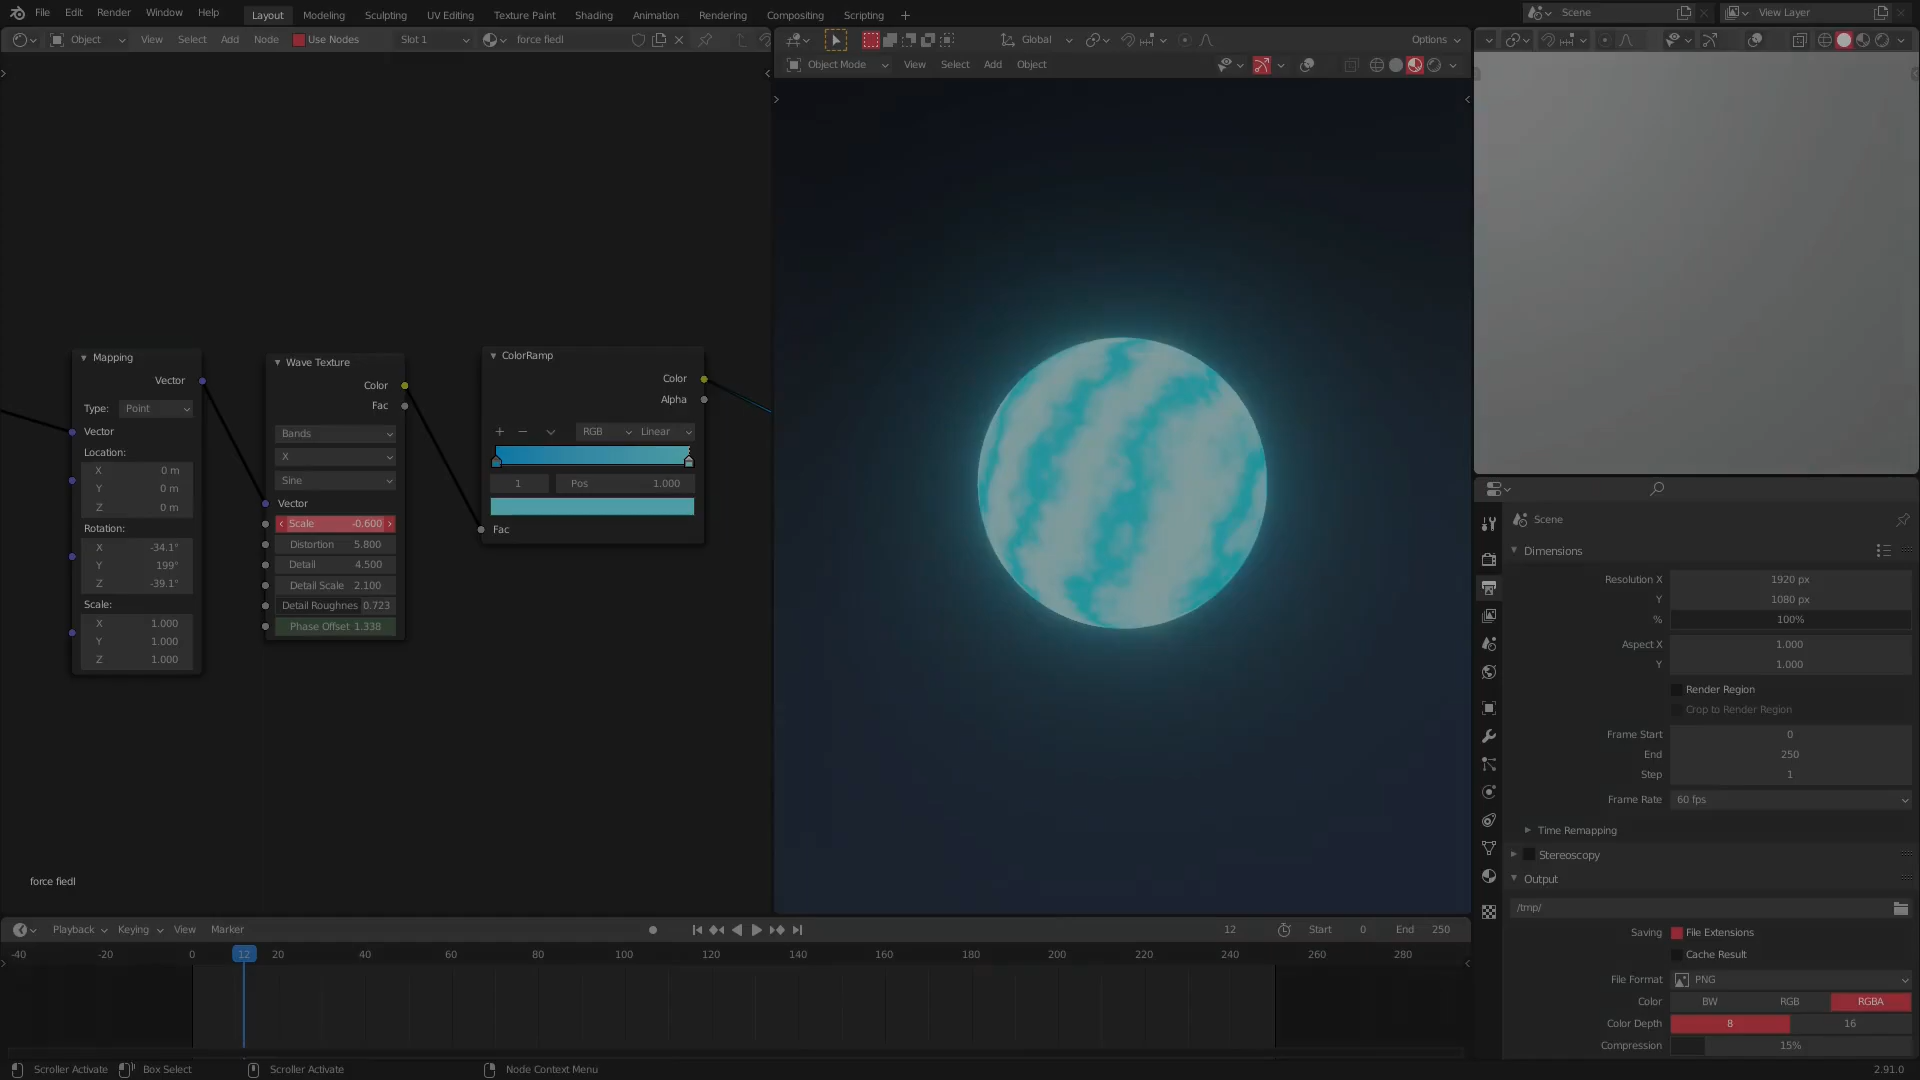 File Edit Render Window Help Layout Modeling Sculpting UV Editing Texture Paint Shading Animation Rendering Compositing Scripting + Scene View Layer
Object View Select Add Node Use Nodes Slot 1 force fiedl
Global Options
Object Mode View Select Add Object
Mapping
Vector
Type: Point
Vector
Location:
X 0 m
Y 0 m
Z 0 m
Rotation:
X -34.1°
Y 199°
Z -39.1°
Scale:
X 1.000
Y 1.000
Z 1.000
Wave Texture
Color
Fac
Bands
X
Sine
Vector
Scale -0.600
Distortion 5.800
Detail 4.500
Detail Scale 2.100
Detail Roughnes 0.723
Phase Offset 1.338
ColorRamp
Color
Alpha
RGB Linear
1 Pos 1.000
Fac
force fiedl
Scene
Dimensions
Resolution X 1920 px
Y 1080 px
% 100%
Aspect X 1.000
Y 1.000
Render Region
Crop to Render Region
Frame Start 0
End 250
Step 1
Frame Rate 60 fps
Time Remapping
Stereoscopy
Output
/tmp/
Saving File Extensions
Cache Result
File Format PNG
Color BW RGB RGBA
Color Depth 8 16
Compression 15%
Playback Keying View Marker 12 Start 0 End 250
-40 -20 0 12 20 40 60 80 100 120 140 160 180 200 220 240 260 280
Scroller Activate Box Select Scroller Activate Node Context Menu 2.91.0